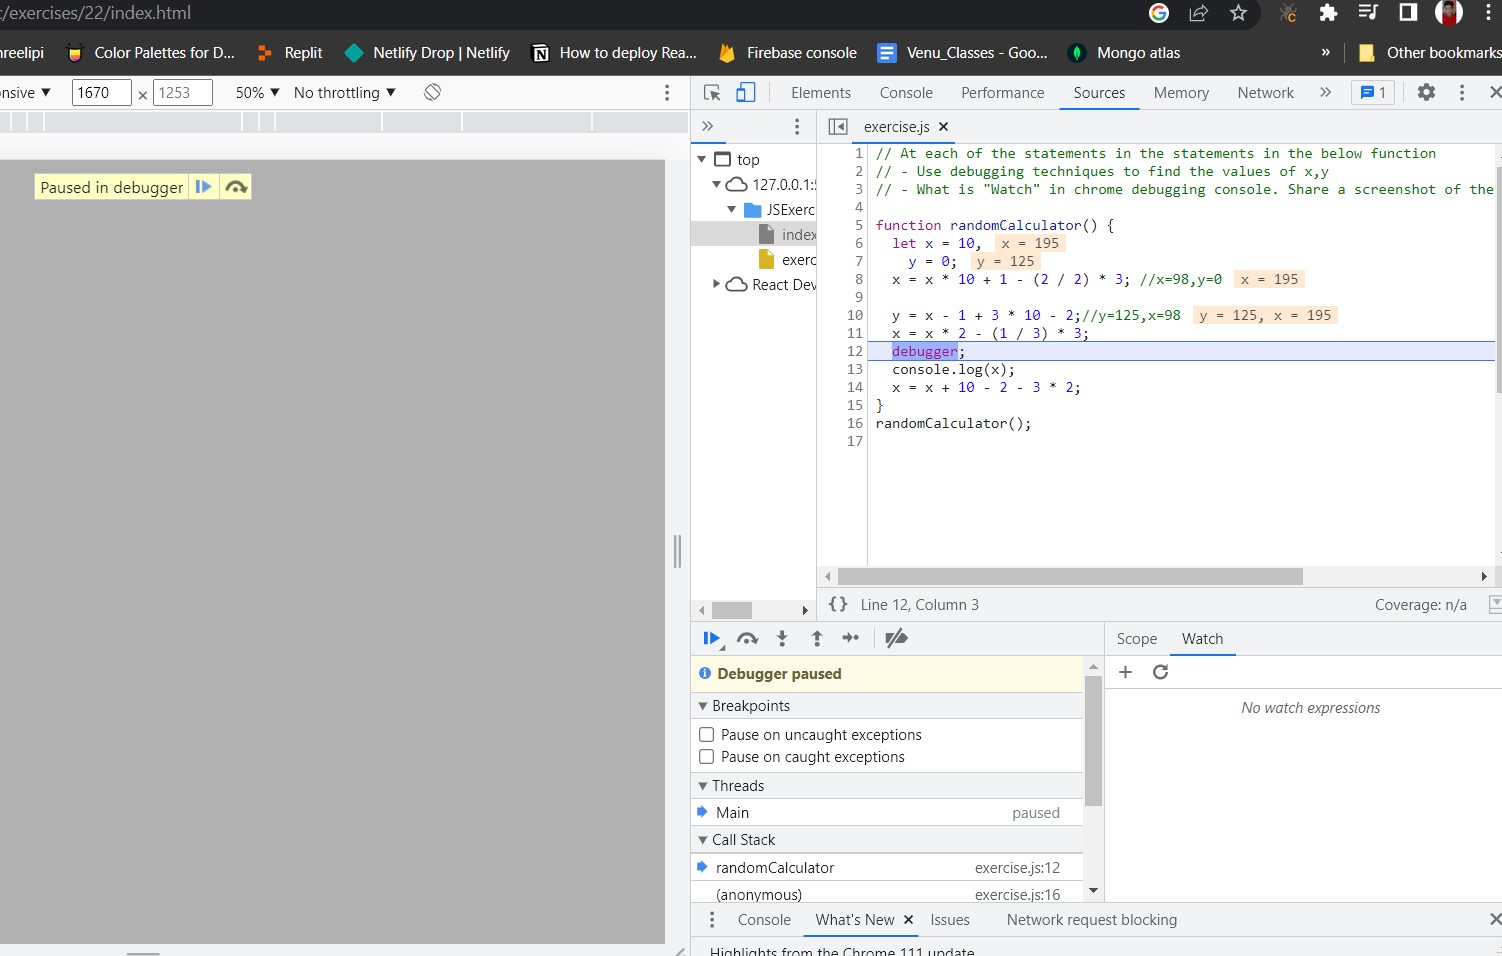 :/exercises/22/index.html
hreelipi Color Palettes for D... Replit Netlify Drop | Netlify How to deploy Rea... Firebase console Venu_Classes - Goo... Mongo atlas » Other bookmarks
nsive ▼ 1670 × 1253 50% ▼ No throttling ▼
Elements Console Performance Sources Memory Network » 1
Paused in debugger
» exercise.js
top
127.0.0.1:5
JSExerc
index
exerc
React Dev
1 // At each of the statements in the statements in the below function
2 // - Use debugging techniques to find the values of x,y
3 // - What is "Watch" in chrome debugging console. Share a screenshot of the
4
5 function randomCalculator() {
6 let x = 10, x = 195
7 y = 0; y = 125
8 x = x * 10 + 1 - (2 / 2) * 3; //x=98,y=0 x = 195
9
10 y = x - 1 + 3 * 10 - 2;//y=125,x=98 y = 125, x = 195
11 x = x * 2 - (1 / 3) * 3;
12 debugger;
13 console.log(x);
14 x = x + 10 - 2 - 3 * 2;
15 }
16 randomCalculator();
17
{} Line 12, Column 3 Coverage: n/a
Debugger paused
Breakpoints
Pause on uncaught exceptions
Pause on caught exceptions
Threads
Main paused
Call Stack
randomCalculator exercise.js:12
(anonymous) exercise.js:16
Scope Watch
No watch expressions
Console What's New Issues Network request blocking
Highlights from the Chrome 111 update